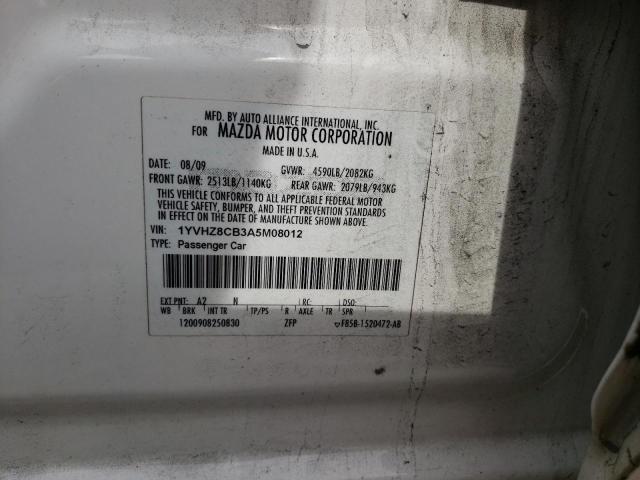 MFD. BY AUTO ALLIANCE INTERNATIONAL, INC.
FOR MAZDA MOTOR CORPORATION
MADE IN U.S.A.
DATE: 08/09 GVWR: 4590LB/2082KG
FRONT GAWR: 2513LB/1140KG REAR GAWR: 2079LB/943KG
THIS VEHICLE CONFORMS TO ALL APPLICABLE FEDERAL MOTOR
VEHICLE SAFETY, BUMPER, AND THEFT PREVENTION STANDARDS
IN EFFECT ON THE DATE OF MANUFACTURE SHOWN ABOVE.
VIN: 1YVHZ8CB3A5M08012
TYPE: Passenger Car
EXT PNT: A2 N RC: DSO:
WB BRK INT TR TP/PS R AXLE TR SPR
1200908250830 ZFP F85B-1520472-AB